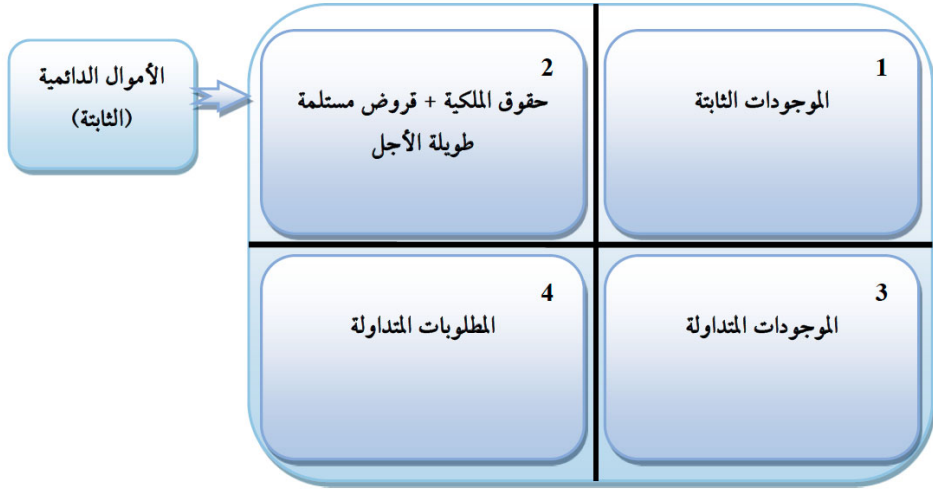 1
الموجودات الثابتة
2
حقوق الملكية + قروض مستلمة
طويلة الأجل
الأموال الدائمية
(الثابتة)
3
الموجودات المتداولة
4
المطلوبات المتداولة